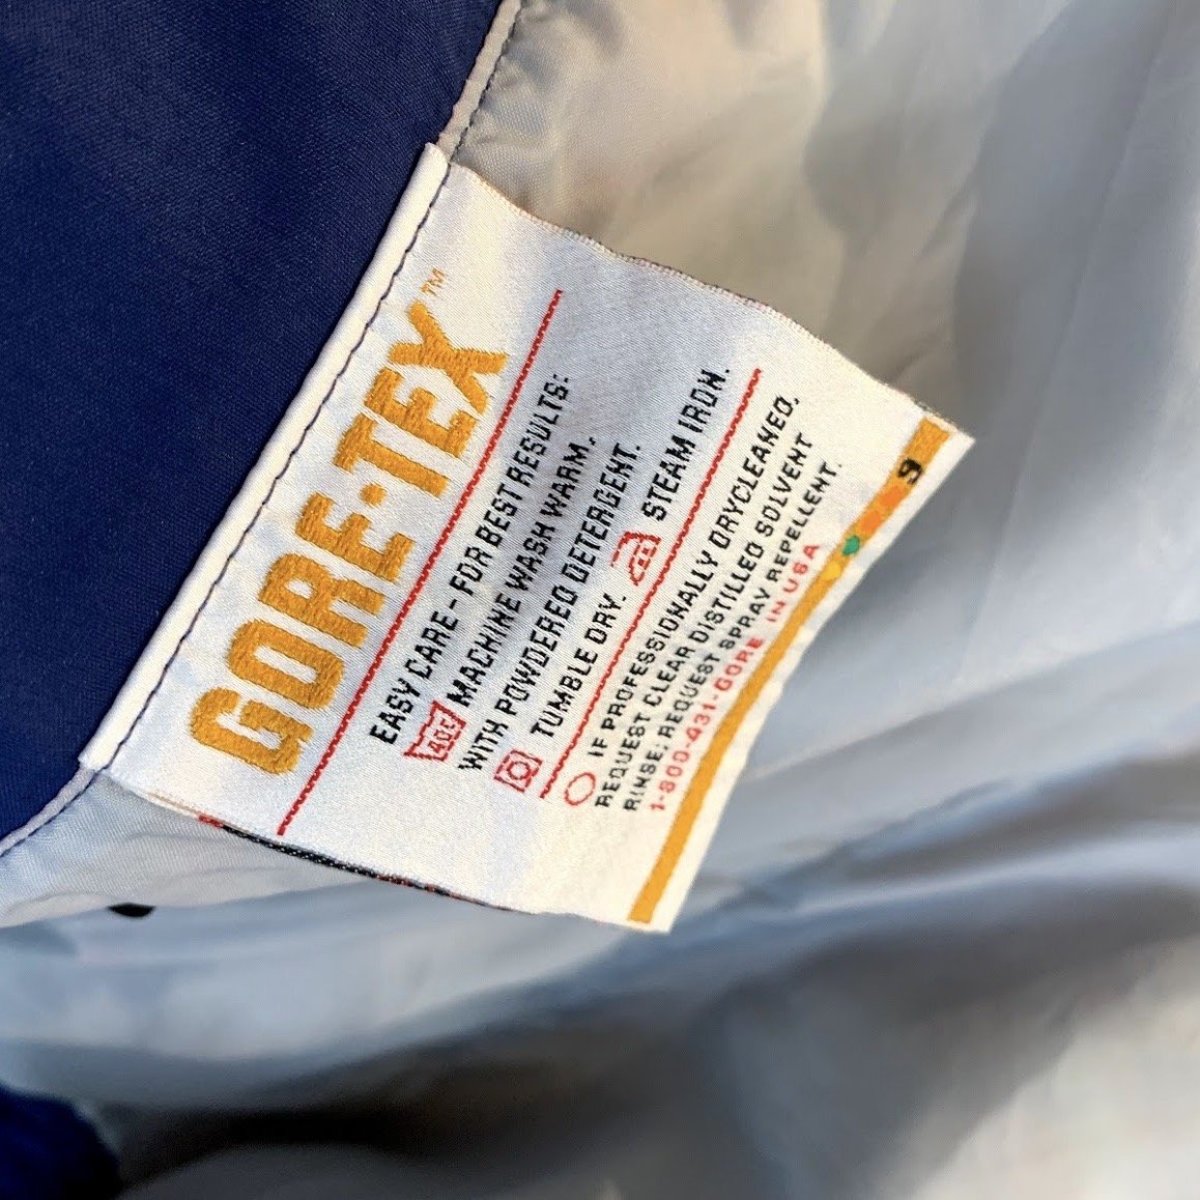 GORE-TEX™
EASY CARE - FOR BEST RESULTS:
40° MACHINE WASH WARM,
WITH POWDERED DETERGENT.
TUMBLE DRY. STEAM IRON.
IF PROFESSIONALLY DRYCLEANED,
REQUEST CLEAR DISTILLED SOLVENT
RINSE; REQUEST SPRAY REPELLENT.
1-800-431-GORE IN USA
9